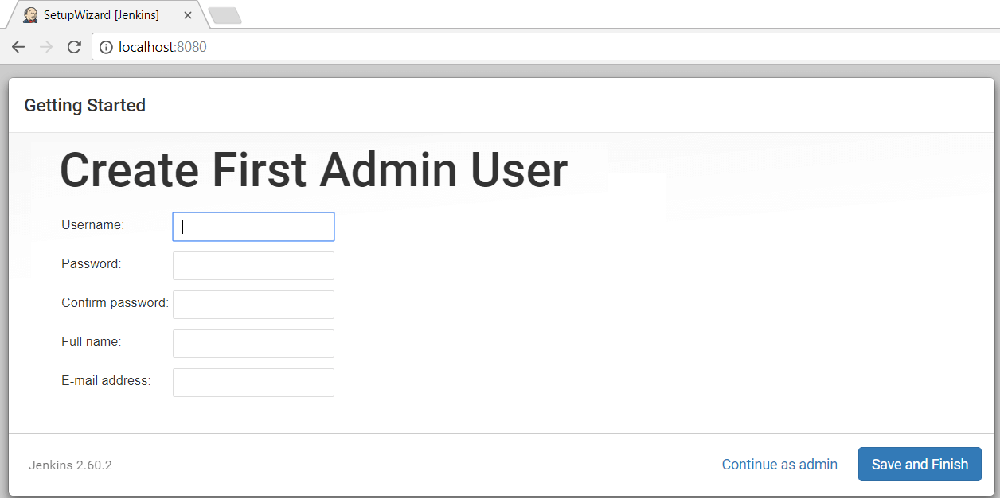 SetupWizard [Jenkins]
localhost:8080
Getting Started
Create First Admin User
Username:
Password:
Confirm password:
Full name:
E-mail address:
Jenkins 2.60.2
Continue as admin
Save and Finish